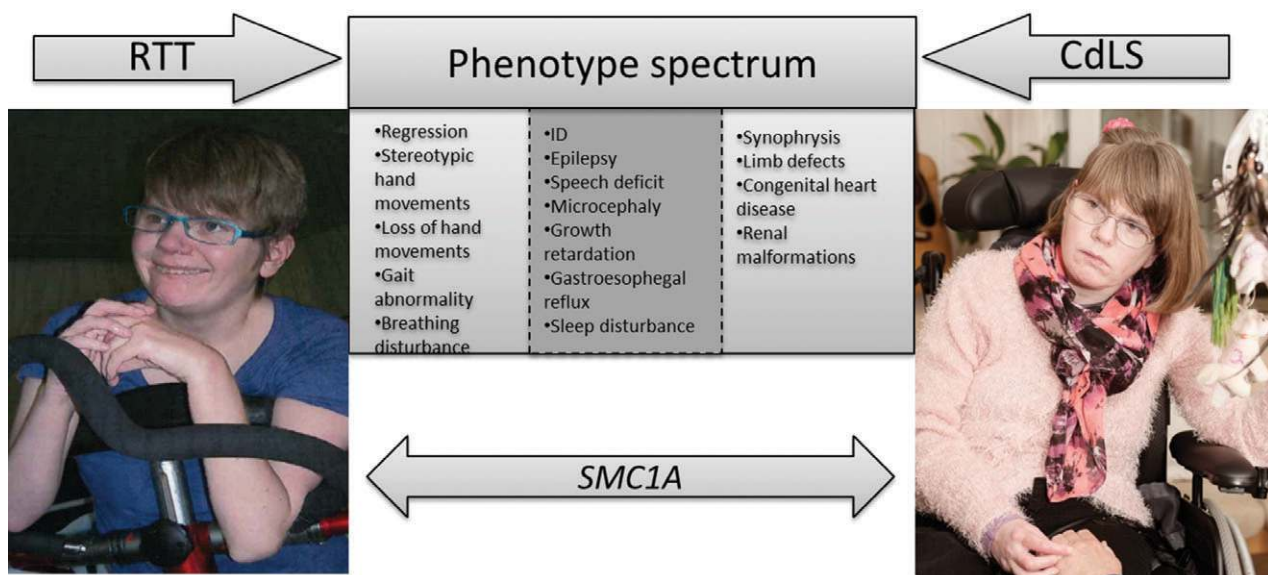 RTT
Phenotype spectrum
CdLS
•Regression
•Stereotypic
hand
movements
•Loss of hand
movements
•Gait
abnormality
•Breathing
disturbance
•ID
•Epilepsy
•Speech deficit
•Microcephaly
•Growth
retardation
•Gastroesophegal
reflux
•Sleep disturbance
•Synophrysis
•Limb defects
•Congenital heart
disease
•Renal
malformations
SMC1A